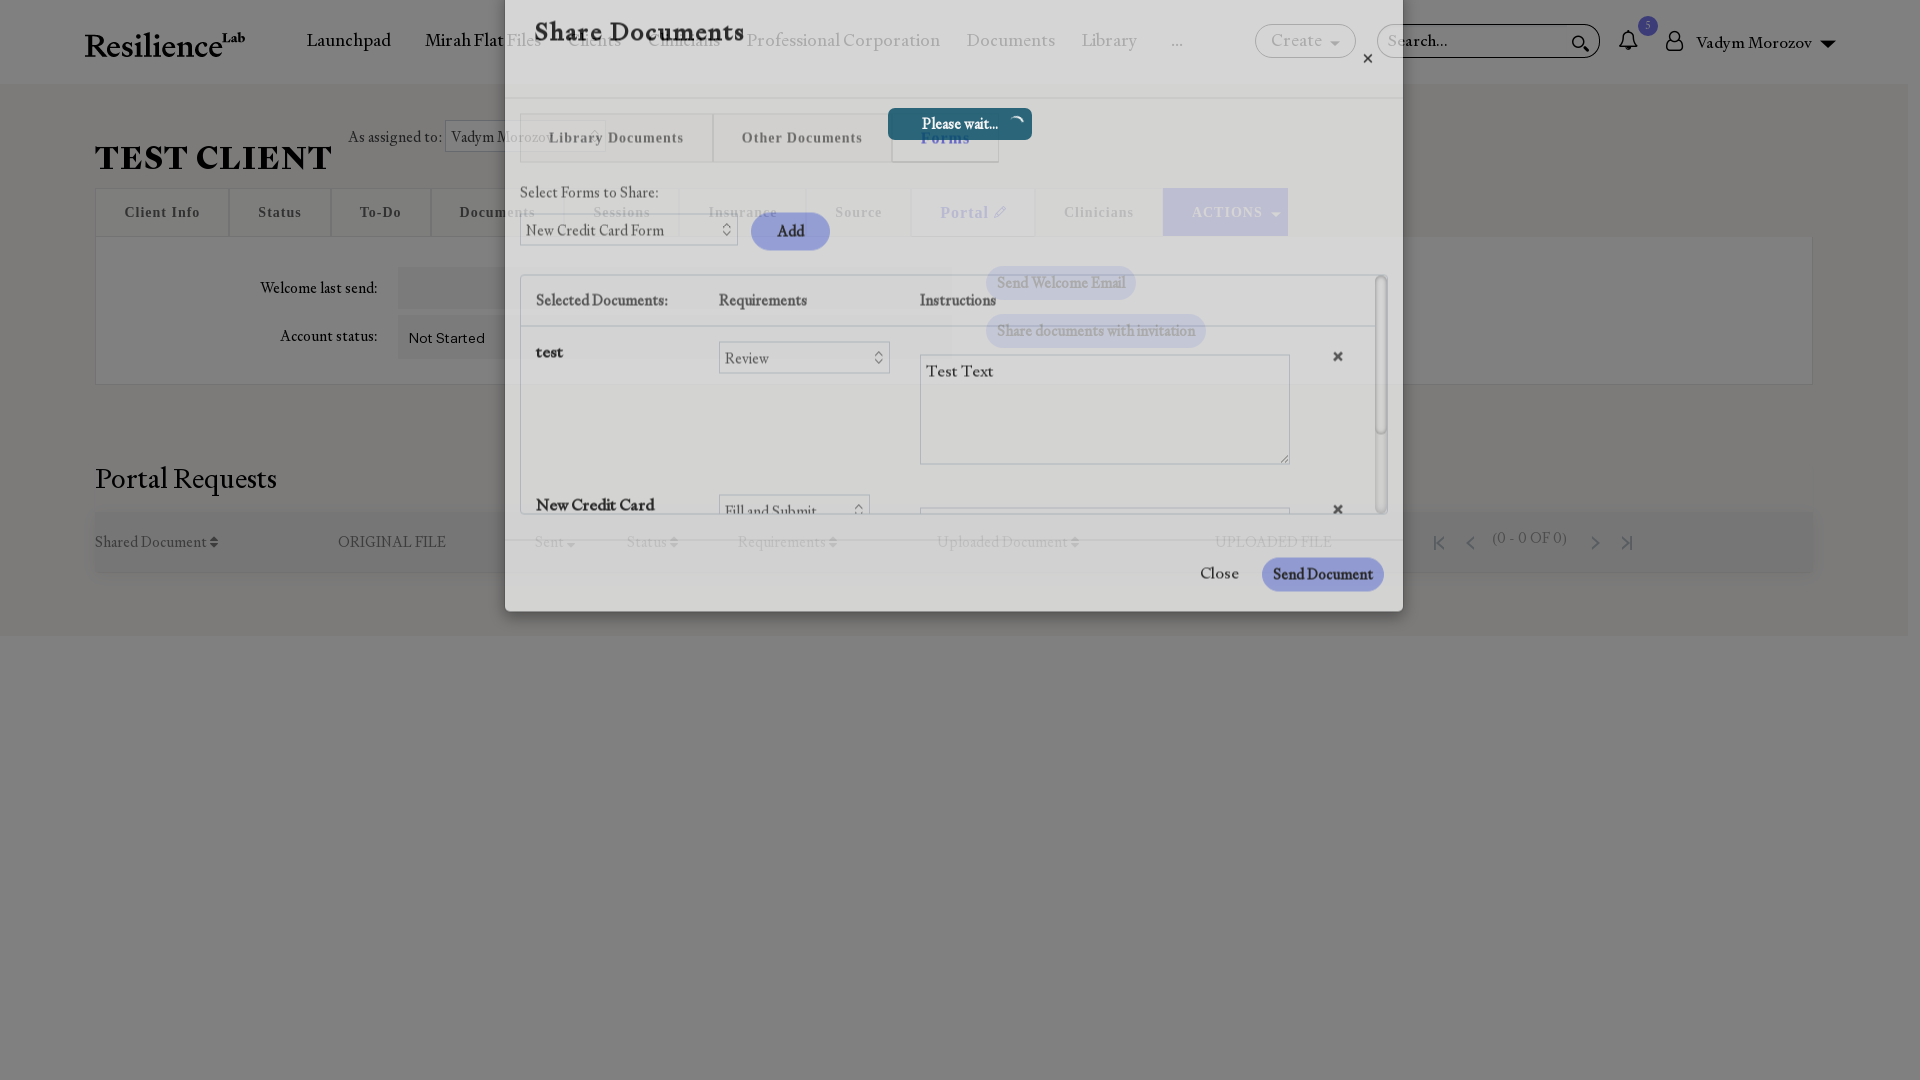 Share Documents
ResilienceLab
Launchpad
Mirah Flat Files
Clients
Clinicians
Professional Corporation
Documents
Library
...
Create
Search...
5
Vadym Morozov
×
Please wait...
As assigned to:
Vadym Morozov
TEST CLIENT
Library Documents
Other Documents
Forms
Select Forms to Share:
Client Info
Status
To-Do
Documents
Sessions
Insurance
Source
Portal
Clinicians
ACTIONS
New Credit Card Form
Add
Welcome last send:
Send Welcome Email
Selected Documents:
Requirements
Instructions
Account status:
Not Started
Share documents with invitation
test
Review
Test Text
×
Portal Requests
New Credit Card
Fill and Submit
×
Shared Document
ORIGINAL FILE
Sent
Status
Requirements
Uploaded Document
UPLOADED FILE
(0 - 0 OF 0)
Close
Send Document